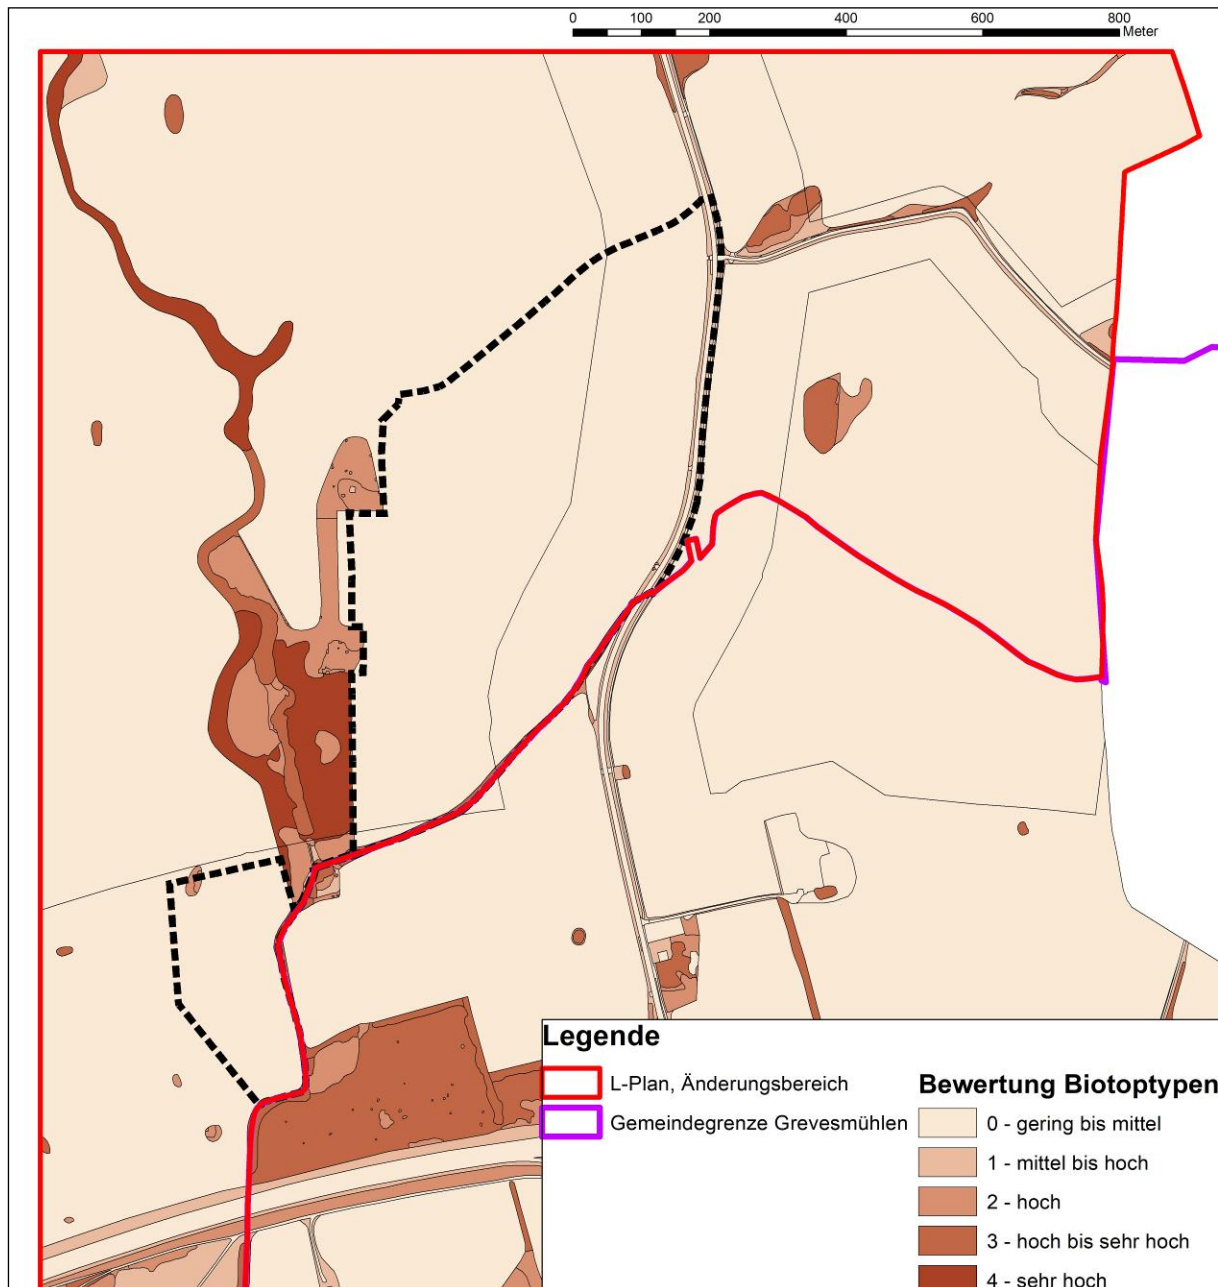 0 100 200 400 600 800
Meter
Legende
L-Plan, Änderungsbereich
Gemeindegrenze Grevesmühlen
Bewertung Biotoptypen
0 - gering bis mittel
1 - mittel bis hoch
2 - hoch
3 - hoch bis sehr hoch
4 - sehr hoch